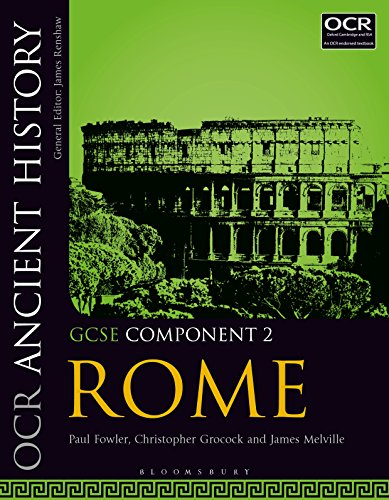 OCR ANCIENT HISTORY
General Editor: James Renshaw
OCR
Oxford Cambridge and RSA
An OCR endorsed textbook
GCSE COMPONENT 2
ROME
Paul Fowler, Christopher Grocock and James Melville
BLOOMSBURY